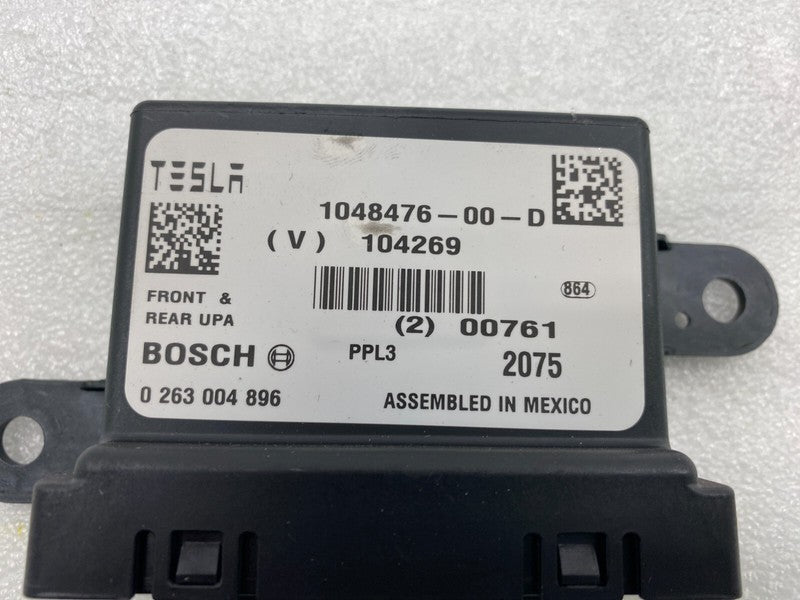 TESLA
1048476-00-D
(V) 104269
FRONT &
REAR UPA
864
(2) 00761
BOSCH
PPL3
2075
0 263 004 896
ASSEMBLED IN MEXICO